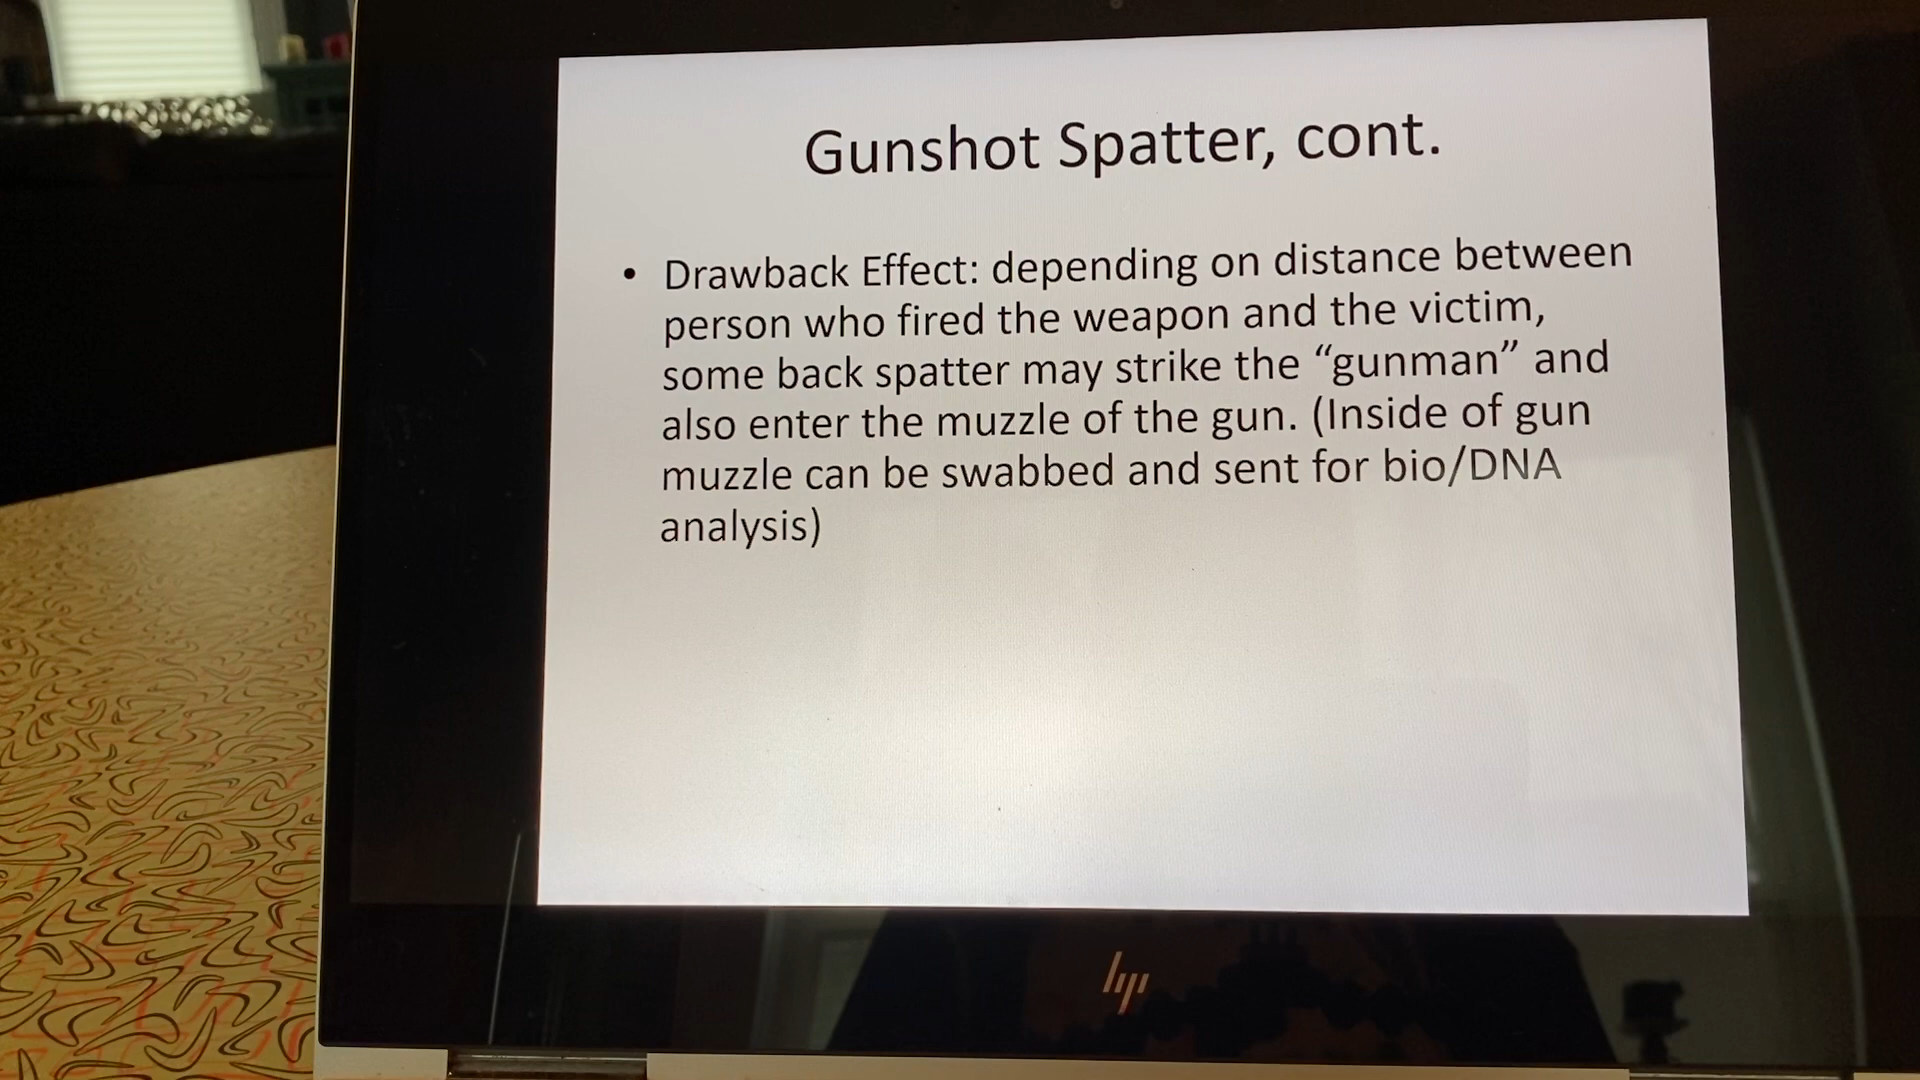 Gunshot Spatter, cont.
• Drawback Effect: depending on distance between
person who fired the weapon and the victim,
some back spatter may strike the “gunman” and
also enter the muzzle of the gun. (Inside of gun
muzzle can be swabbed and sent for bio/DNA
analysis)
hp